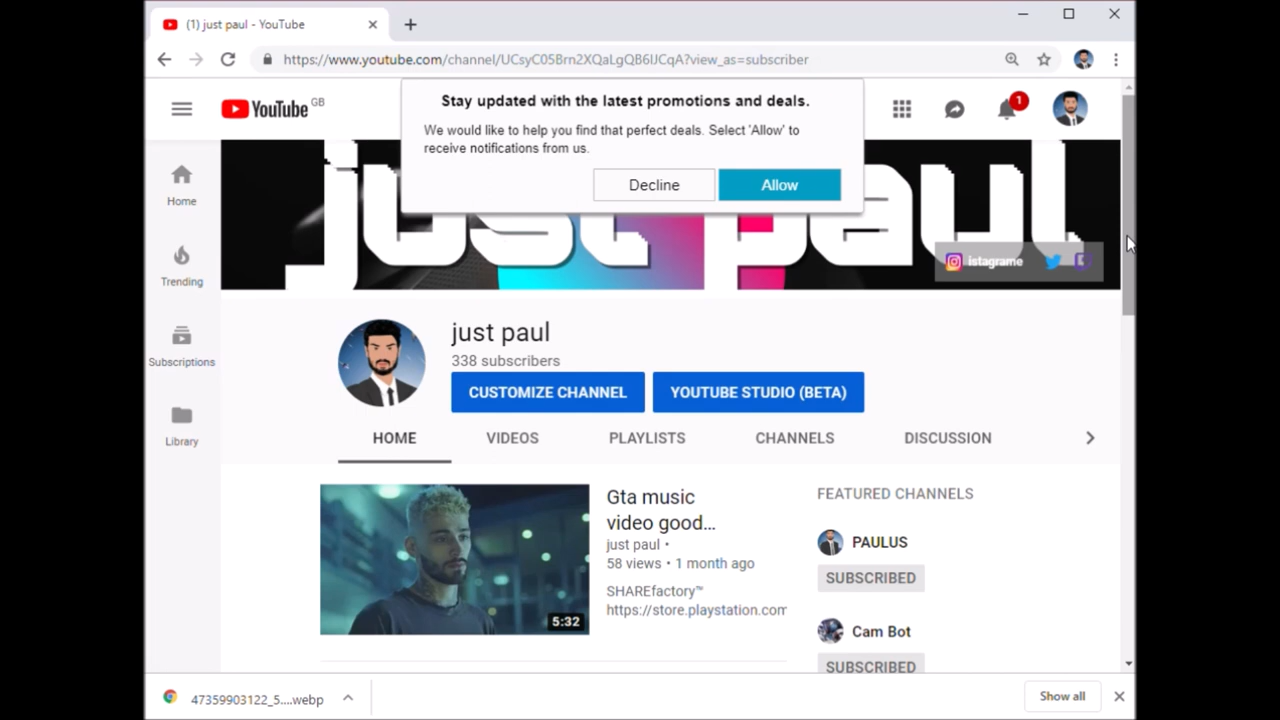 (1) just paul - YouTube
https://www.youtube.com/channel/UCsyC05Brn2XQaLgQB6IJCqA?view_as=subscriber
YouTube GB
Stay updated with the latest promotions and deals.
We would like to help you find that perfect deals. Select 'Allow' to
receive notifications from us.
Decline
Allow
1
just paul
istagrame
Home
Trending
Subscriptions
Library
just paul
338 subscribers
CUSTOMIZE CHANNEL
YOUTUBE STUDIO (BETA)
HOME
VIDEOS
PLAYLISTS
CHANNELS
DISCUSSION
5:32
Gta music
video good...
just paul •
58 views • 1 month ago
SHAREfactory™
https://store.playstation.com
FEATURED CHANNELS
PAULUS
SUBSCRIBED
Cam Bot
SUBSCRIBED
47359903122_5....webp
Show all